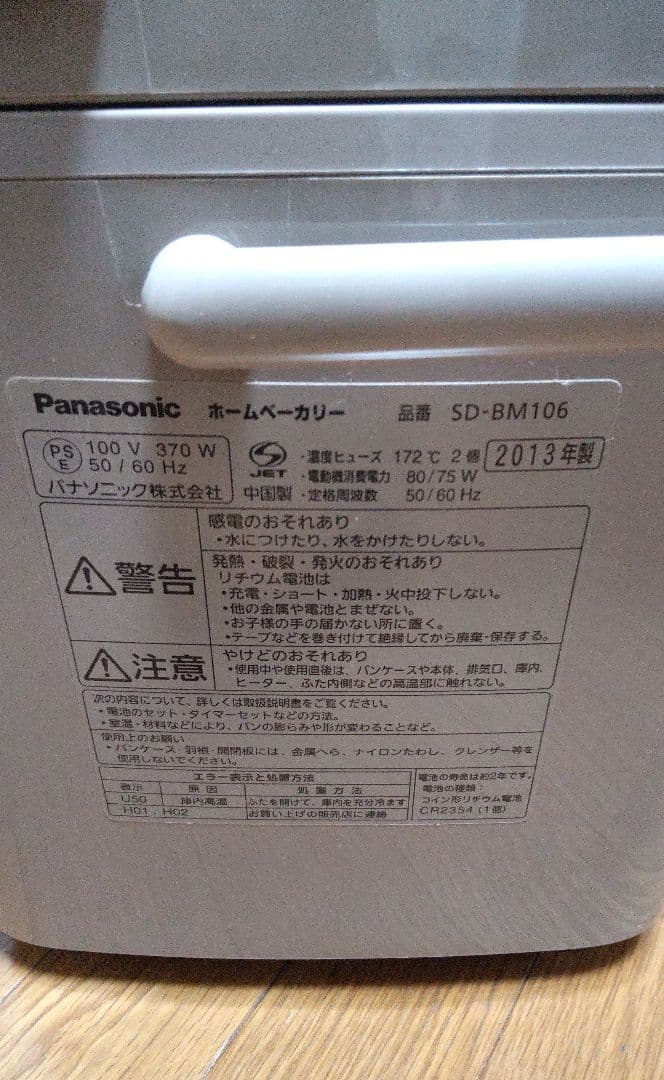 Panasonic ホームベーカリー 品番 SD-BM106
PS E 100 V 370 W
50 / 60 Hz
パナソニック株式会社
JET
中国製
・温度ヒューズ 172℃ 2個
・電動機消費電力 80/75 W
・定格周波数 50/60 Hz
2013年製
警告
感電のおそれあり
・水につけたり、水をかけたりしない。
発熱・破裂・発火のおそれあり
リチウム電池は
・充電・ショート・加熱・火中投下しない。
・他の金属や電池とまぜない。
・お子様の手の届かない所に置く。
・テープなどを巻き付けて絶縁してから廃棄・保存する。
注意
やけどのおそれあり
・使用中や使用直後は、パンケースや本体、排気口、庫内、
ヒーター、ふた内側などの高温部に触れない。
次の内容について、詳しくは取扱説明書をご覧ください。
・電池のセット・タイマーセットなどの方法。
・室温・材料などにより、パンの膨らみや形が変わることなど。
使用上のお願い
・パンケース・羽根・開閉板には、金属へら、ナイロンたわし、クレンザー等を
使用しないでください。
エラー表示と処置方法
表示 原因 処置方法
U50 庫内高温 ふたを開けて、庫内を充分冷ます
H01、H02 お買い上げの販売店に連絡
電池の寿命は約2年です。
電池の種類：
コイン形リチウム電池
CR2354 (1個)